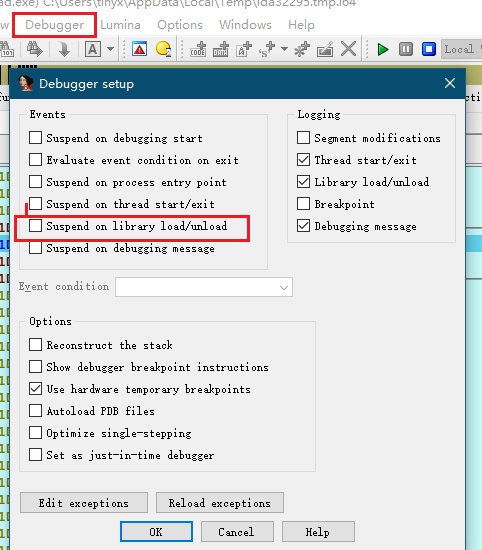 ad.exe) C:\Users\tinyx\AppData\Local\Temp\ida32295.tmp.i64
w Debugger Lumina Options Windows Help
Local
Debugger setup
Events
Suspend on debugging start
Evaluate event condition on exit
Suspend on process entry point
Suspend on thread start/exit
Suspend on library load/unload
Suspend on debugging message
Logging
Segment modifications
Thread start/exit
Library load/unload
Breakpoint
Debugging message
Event condition
Options
Reconstruct the stack
Show debugger breakpoint instructions
Use hardware temporary breakpoints
Autoload PDB files
Optimize single-stepping
Set as just-in-time debugger
Edit exceptions
Reload exceptions
OK
Cancel
Help